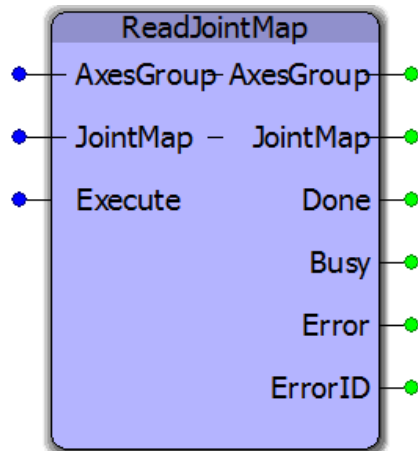 ReadJointMap
AxesGroup AxesGroup
JointMap JointMap
Execute Done
Busy
Error
ErrorID